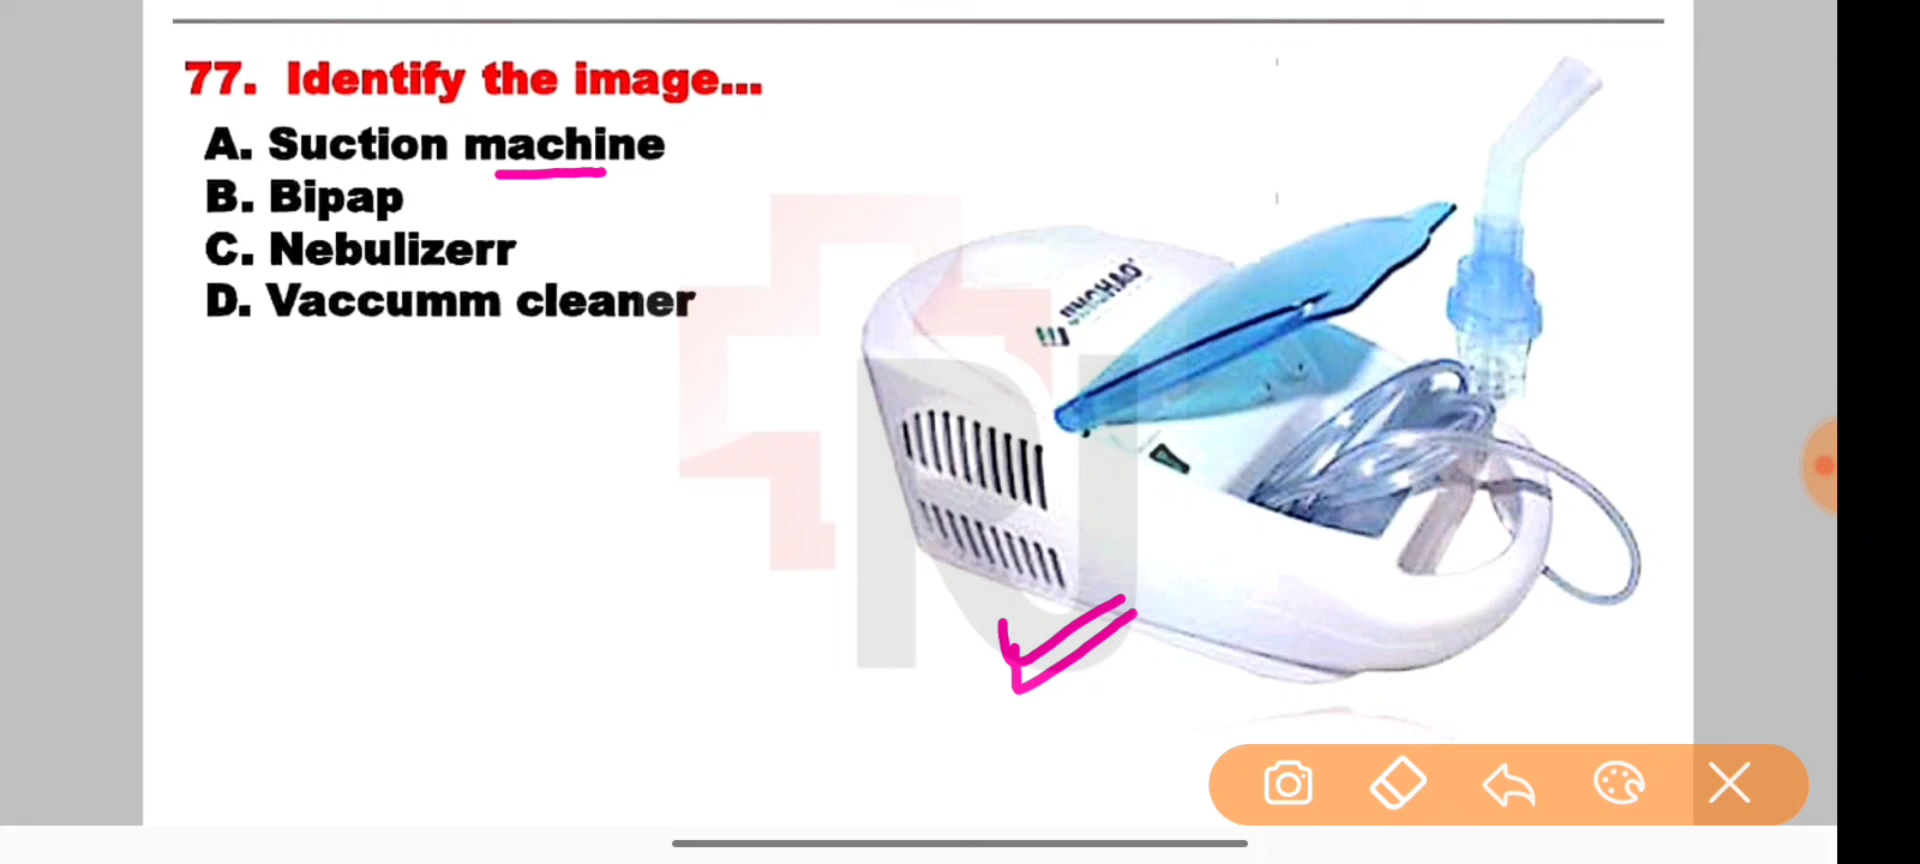 77. Identify the image...
A. Suction machine
B. Bipap
C. Nebulizerr
D. Vaccumm cleaner